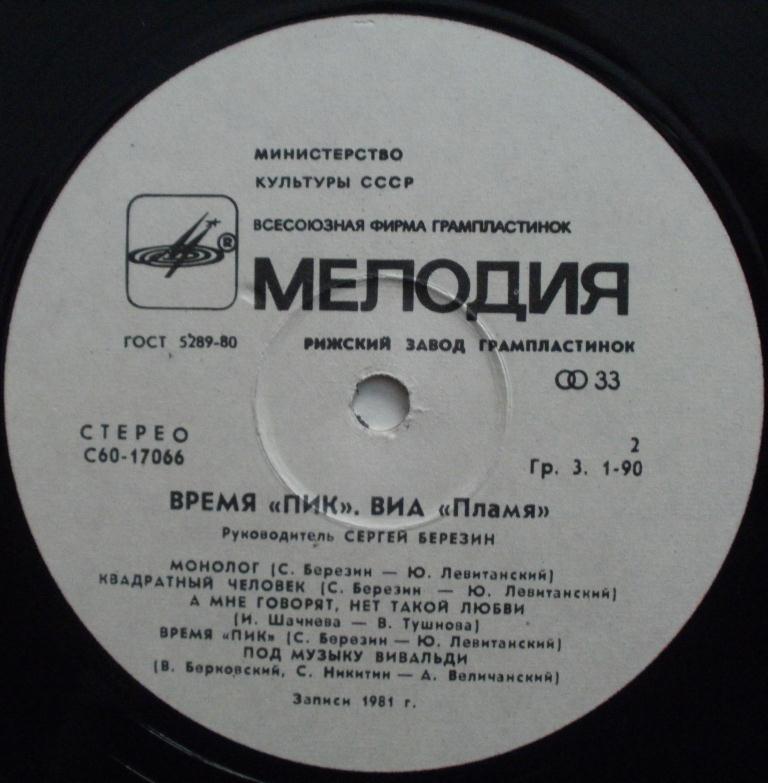 МИНИСТЕРСТВО
КУЛЬТУРЫ СССР
ВСЕСОЮЗНАЯ ФИРМА ГРАМПЛАСТИНОК
®
МЕЛОДИЯ
ГОСТ 5289-80 РИЖСКИЙ ЗАВОД ГРАМПЛАСТИНОК
33
СТЕРЕО 2
С60-17066 Гр. 3. 1-90
ВРЕМЯ «ПИК». ВИА «Пламя»
Руководитель СЕРГЕЙ БЕРЕЗИН
МОНОЛОГ (С. Березин — Ю. Левитанский)
КВАДРАТНЫЙ ЧЕЛОВЕК (С. Березин — Ю. Левитанский)
А МНЕ ГОВОРЯТ, НЕТ ТАКОЙ ЛЮБВИ
(И. Шачнева — В. Тушнова)
ВРЕМЯ «ПИК» (С. Березин — Ю. Левитанский)
ПОД МУЗЫКУ ВИВАЛЬДИ
(В. Берковский, С. Никитин — А. Величанский)
Записи 1981 г.